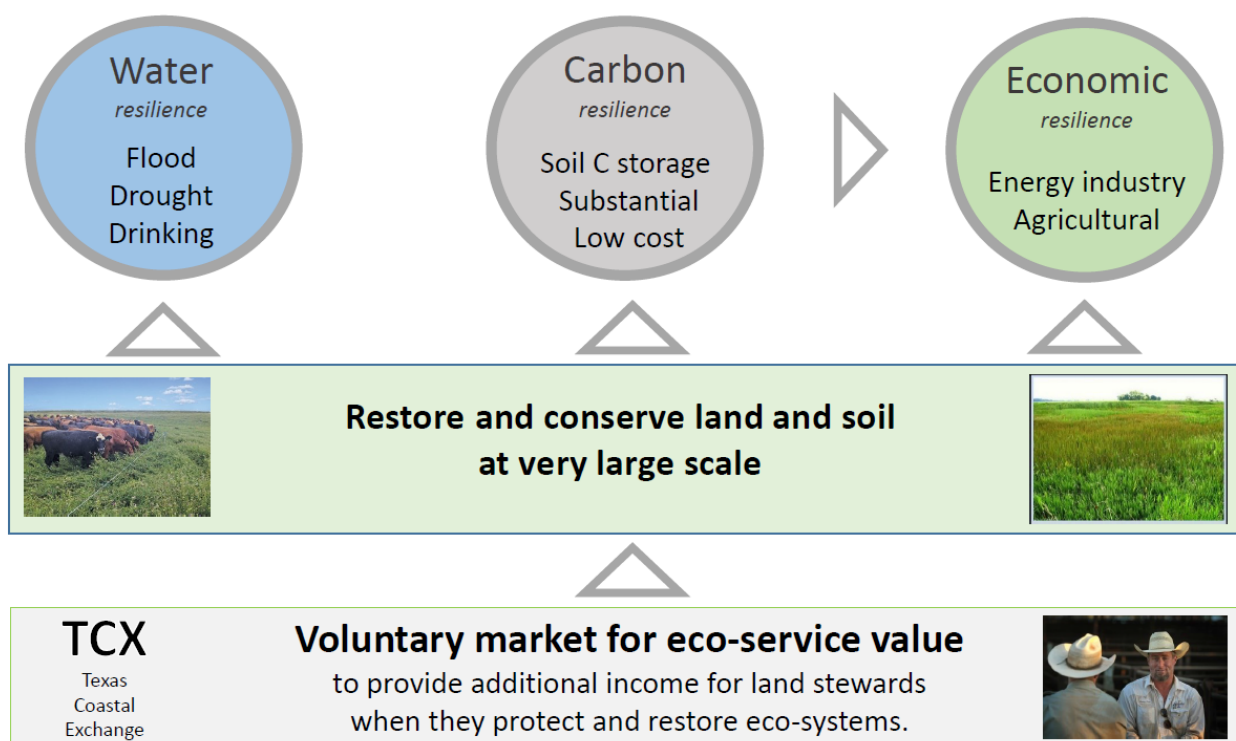 Water
resilience
Flood
Drought
Drinking
Carbon
resilience
Soil C storage
Substantial
Low cost
Economic
resilience
Energy industry
Agricultural
Restore and conserve land and soil
at very large scale
TCX
Texas
Coastal
Exchange
Voluntary market for eco-service value
to provide additional income for land stewards
when they protect and restore eco-systems.